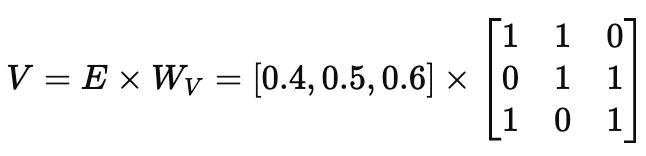 V = E × W_V = [0.4, 0.5, 0.6] × [1 1 0
0 1 1
1 0 1]